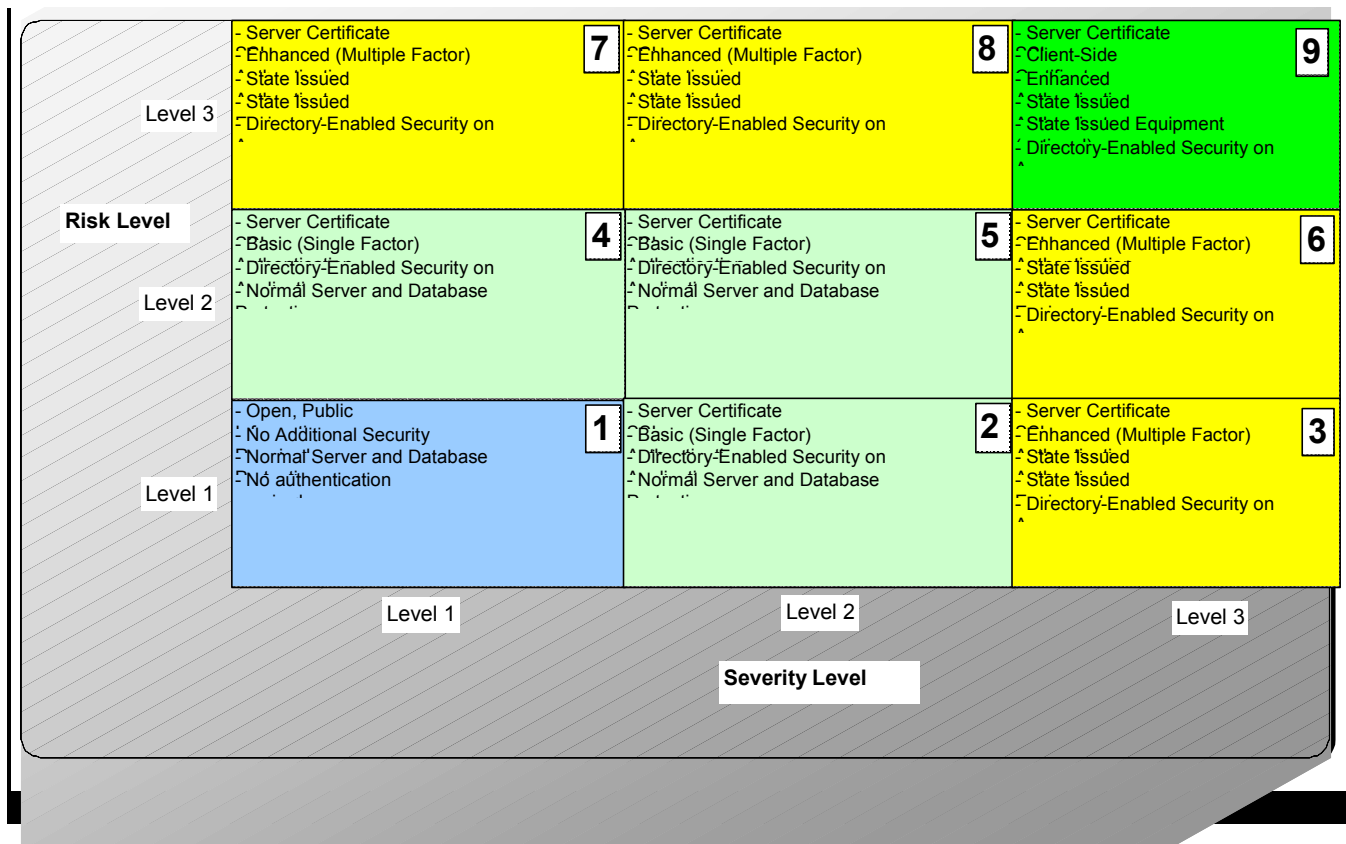 - Server Certificate
- Enhanced (Multiple Factor)
- State Issued
- State Issued
- Directory-Enabled Security on
7
- Server Certificate
- Enhanced (Multiple Factor)
- State Issued
- State Issued
- Directory-Enabled Security on
8
- Server Certificate
- Client-Side
- Enhanced
- State Issued
- State Issued Equipment
- Directory-Enabled Security on
9
Level 3
Risk Level
- Server Certificate
- Basic (Single Factor)
- Directory-Enabled Security on
- Normal Server and Database
4
- Server Certificate
- Basic (Single Factor)
- Directory-Enabled Security on
- Normal Server and Database
5
- Server Certificate
- Enhanced (Multiple Factor)
- State Issued
- State Issued
- Directory-Enabled Security on
6
Level 2
- Open, Public
- No Additional Security
- Normal Server and Database
- No authentication
1
- Server Certificate
- Basic (Single Factor)
- Directory-Enabled Security on
- Normal Server and Database
2
- Server Certificate
- Enhanced (Multiple Factor)
- State Issued
- State Issued
- Directory-Enabled Security on
3
Level 1
Level 1
Level 2
Level 3
Severity Level